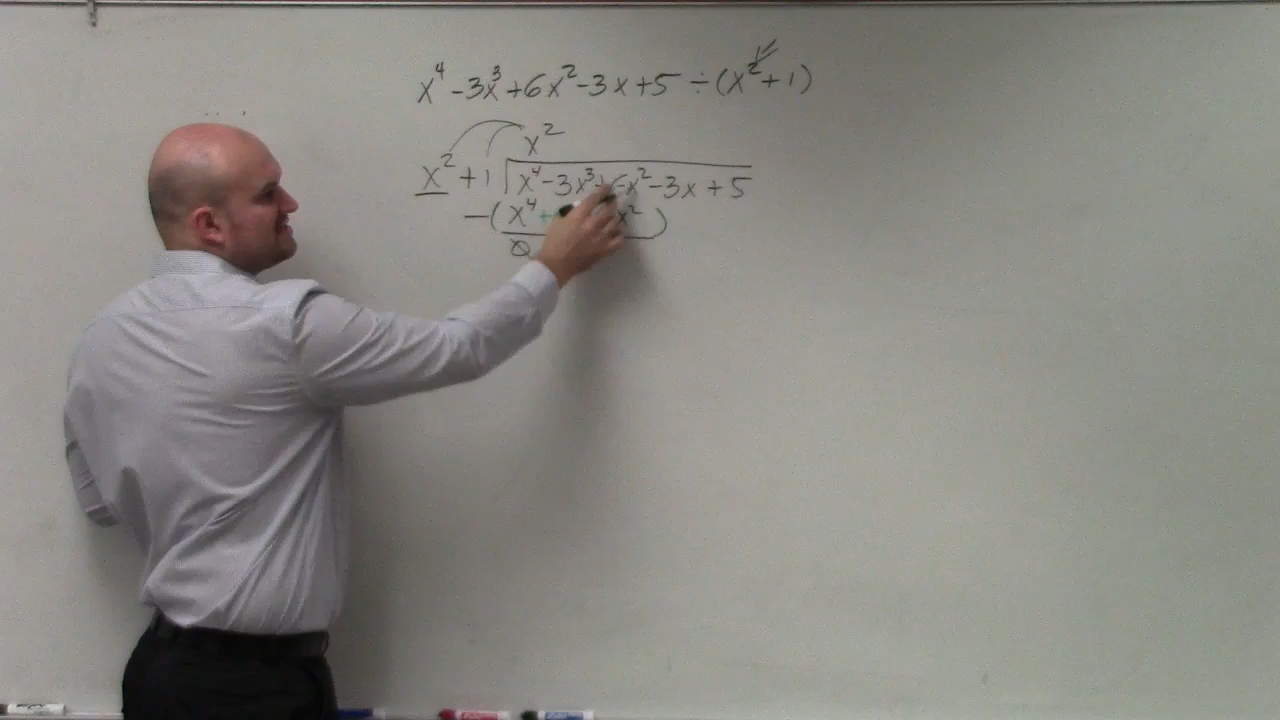 x⁴ -3x³ +6x² -3x +5 ÷ (x² + 1)
x²
x² +1 x⁴ -3x³ +6x² -3x +5
-( x⁴ + x² )
0